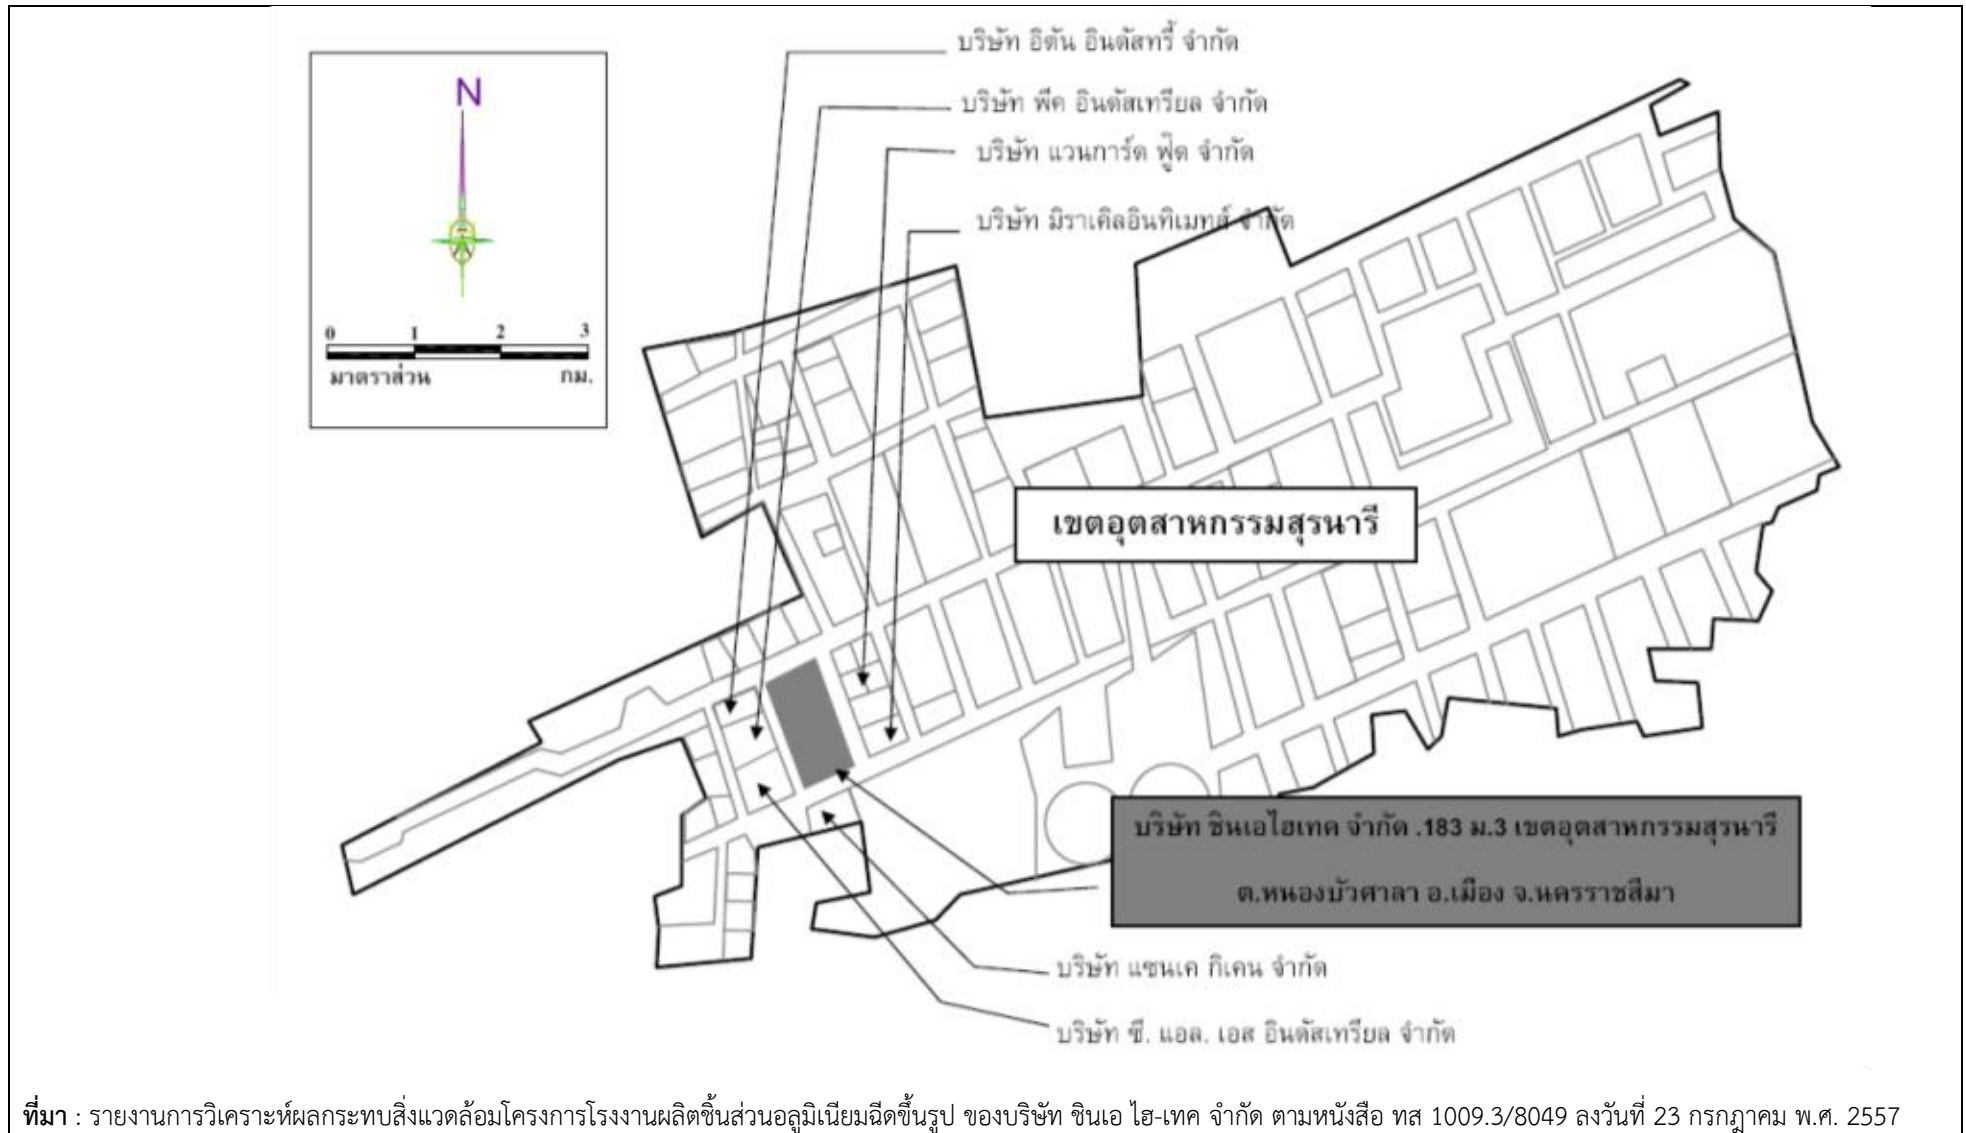 บริษัท อิตัน อินดัสทรี้ จำกัด
N
บริษัท พีค อินดัสเทรียล จำกัด
บริษัท แวนการ์ด ฟู๊ด จำกัด
บริษัท มิราเคิลอินทิเมทส์ จำกัด
0 1 2 3
มาตราส่วน กม.
เขตอุตสาหกรรมสุรนารี
บริษัท ชินเอไฮเทค จำกัด .183 ม.3 เขตอุตสาหกรรมสุรนารี
ต.หนองบัวศาลา อ.เมือง จ.นครราชสีมา
บริษัท แซนเค กิเคน จำกัด
บริษัท ซี. แอล. เอส อินดัสเทรียล จำกัด
ที่มา : รายงานการวิเคราะห์ผลกระทบสิ่งแวดล้อมโครงการโรงงานผลิตชิ้นส่วนอลูมิเนียมฉีดขึ้นรูป ของบริษัท ชินเอ ไฮ-เทค จำกัด ตามหนังสือ ทส 1009.3/8049 ลงวันที่ 23 กรกฎาคม พ.ศ. 2557